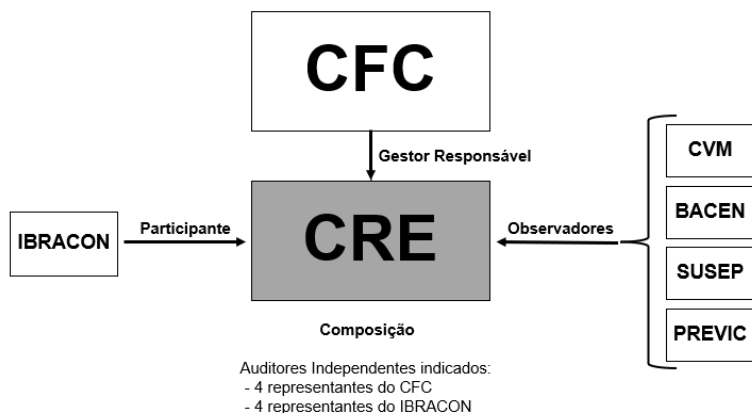 CFC
Gestor Responsável
CRE
Participante
IBRACON
Observadores
CVM
BACEN
SUSEP
PREVIC
Composição
Auditores Independentes indicados:
- 4 representantes do CFC
- 4 representantes do IBRACON